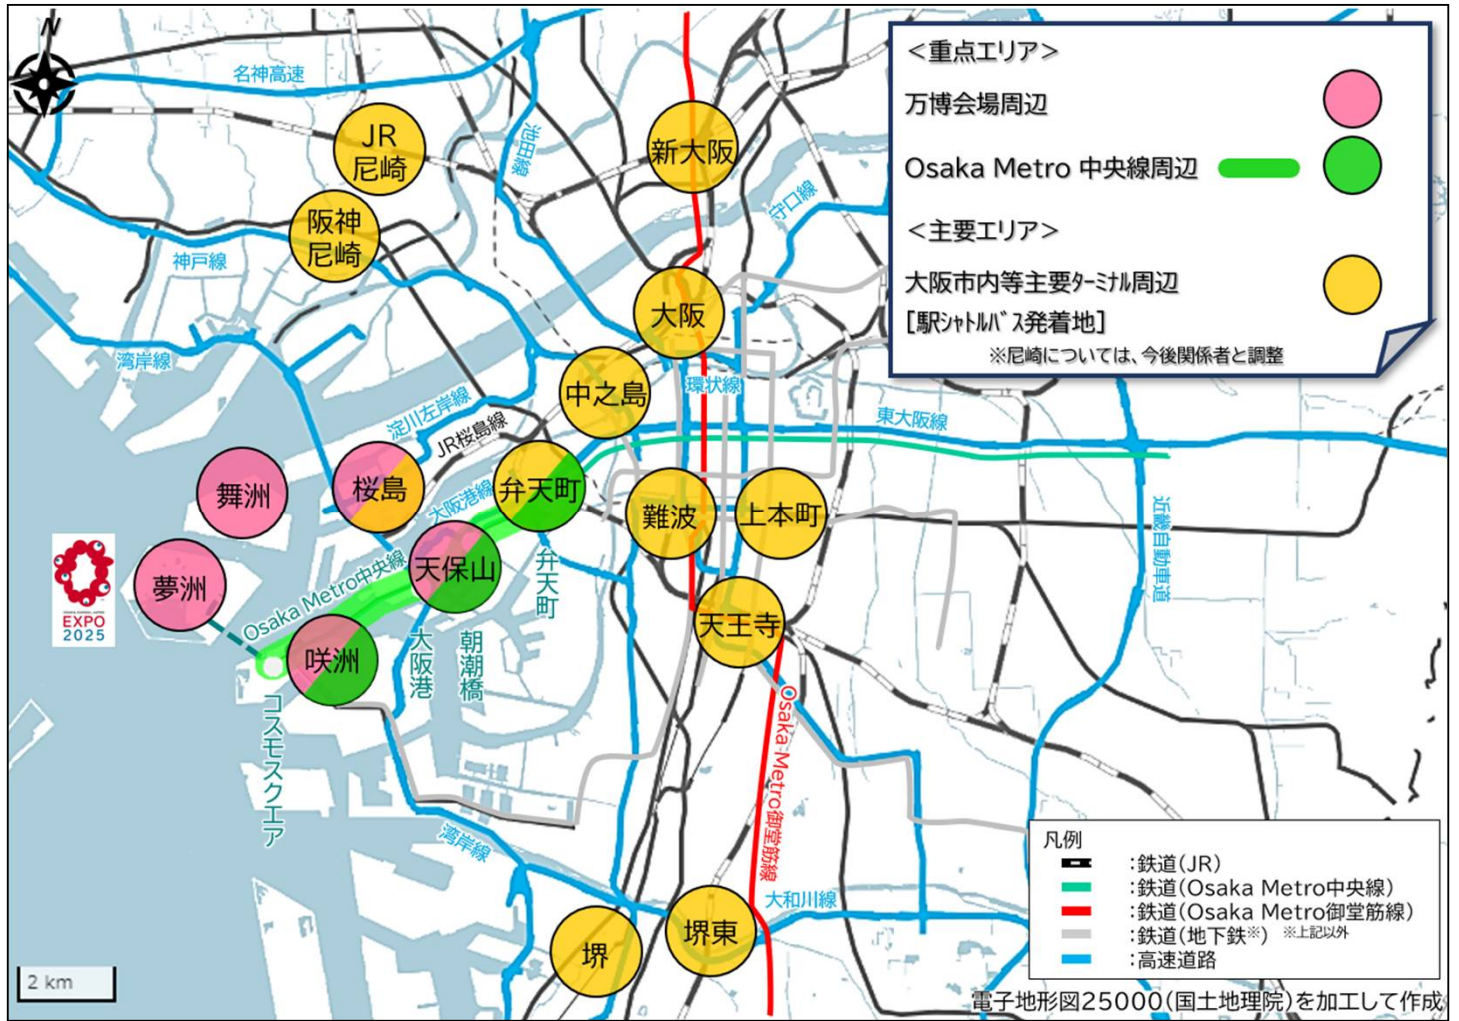 N
<重点エリア>
万博会場周辺
Osaka Metro 中央線周辺
<主要エリア>
大阪市内等主要ﾀｰﾐﾅﾙ周辺
[駅ｼｬﾄﾙﾊﾞｽ発着地]
※尼崎については、今後関係者と調整
名神高速
池田線
守口線
JR
尼崎
新大阪
阪神
尼崎
神戸線
大阪
湾岸線
環状線
中之島
淀川左岸線
JR桜島線
東大阪線
舞洲
桜島
大阪港線
弁天町
難波
上本町
近畿自動車道
EXPO
2025
夢洲
Osaka Metro中央線
天保山
弁天町
咲洲
大阪港
朝潮橋
天王寺
コスモスクエア
Osaka Metro御堂筋線
湾岸線
大和川線
堺
堺東
凡例
:鉄道(JR)
:鉄道(Osaka Metro中央線)
:鉄道(Osaka Metro御堂筋線)
:鉄道(地下鉄※) ※上記以外
:高速道路
2 km
電子地形図25000(国土地理院)を加工して作成